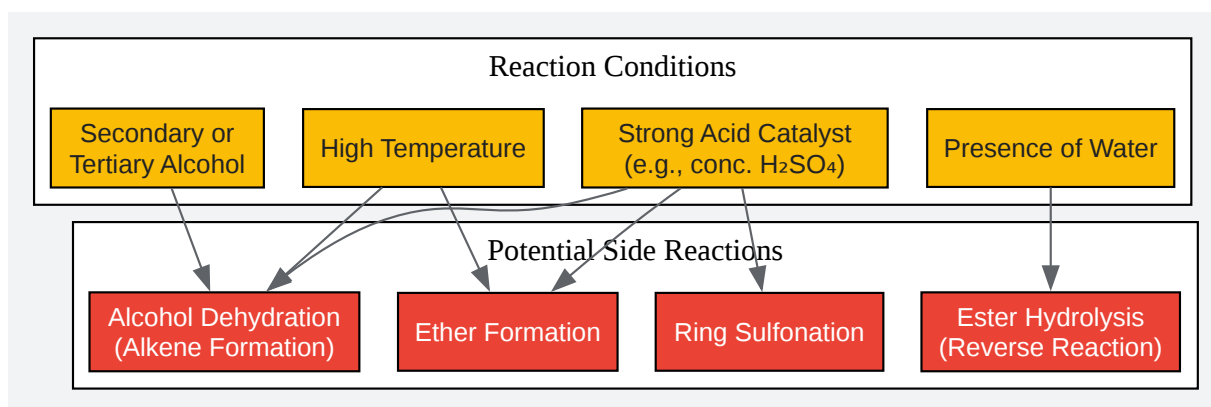 Reaction Conditions
Secondary or
Tertiary Alcohol
High Temperature
Strong Acid Catalyst
(e.g., conc. H₂SO₄)
Presence of Water
Potential Side Reactions
Alcohol Dehydration
(Alkene Formation)
Ether Formation
Ring Sulfonation
Ester Hydrolysis
(Reverse Reaction)